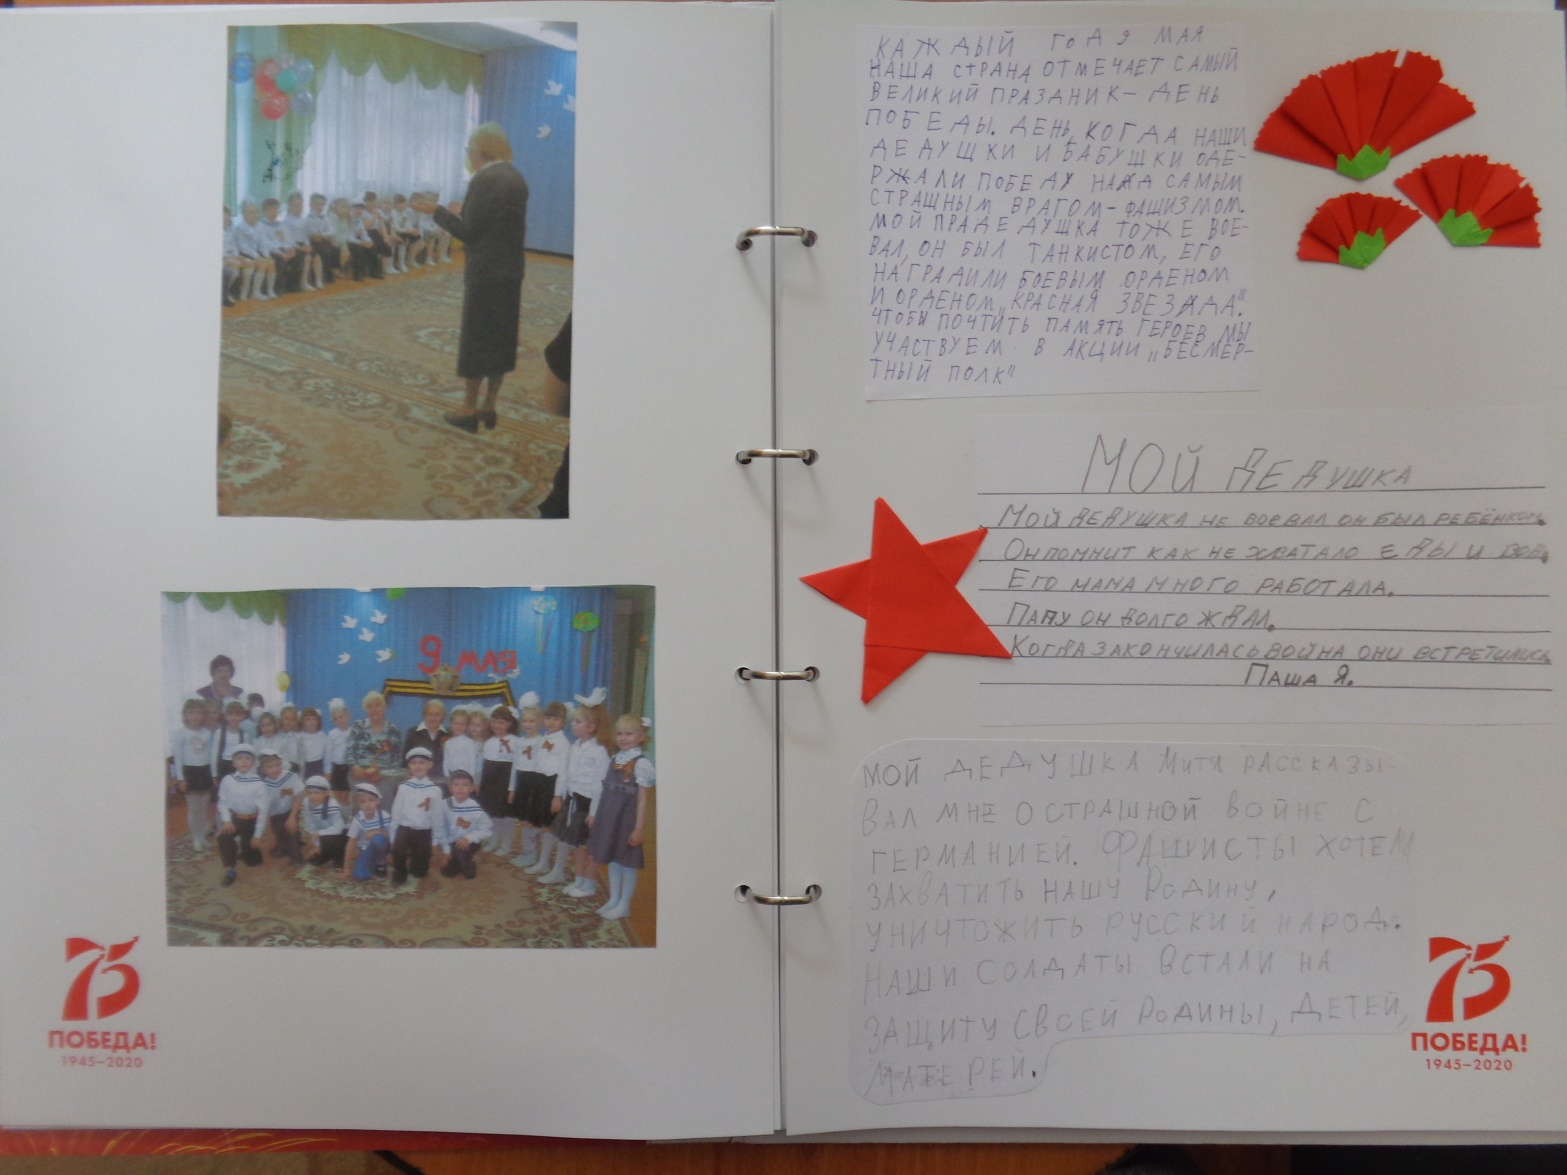 9 МАЯ
75
ПОБЕДА!
1945–2020
КАЖДЫЙ ГОД 9 МАЯ
НАША СТРАНА ОТМЕЧАЕТ САМЫЙ
ВЕЛИКИЙ ПРАЗДНИК – ДЕНЬ
ПОБЕДЫ. ДЕНЬ, КОГДА НАШИ
ДЕДУШКИ И БАБУШКИ ОДЕ-
РЖАЛИ ПОБЕДУ НАД САМЫМ
СТРАШНЫМ ВРАГОМ – ФАШИЗМОМ.
МОЙ ПРАДЕДУШКА ТОЖЕ ВОЕ-
ВАЛ, ОН БЫЛ ТАНКИСТОМ, ЕГО
НАГРАДИЛИ БОЕВЫМ ОРДЕНОМ
И ОРДЕНОМ „КРАСНАЯ ЗВЕЗДА".
ЧТОБЫ ПОЧТИТЬ ПАМЯТЬ ГЕРОЕВ МЫ
УЧАСТВУЕМ В АКЦИИ „БЕСМЕР-
ТНЫЙ ПОЛК"
МОЙ ДЕДУШКА
МОЙ ДЕДУШКА НЕ ВОЕВАЛ ОН БЫЛ РЕБЁНКОМ.
ОН ПОМНИТ КАК НЕ ХВАТАЛО ЕДЫ И
ЕГО МАМА МНОГО РАБОТАЛА.
ПАПУ ОН ДОЛГО ЖДАЛ.
КОГДА ЗАКОНЧИЛАСЬ ВОЙНА ОНИ ВСТРЕТИЛИСЬ
ПАША Я.
МОЙ ДЕДУШКА Митя РАССКАЗЫ-
ВАЛ МНЕ О СТРАШНОЙ ВОЙНЕ С
ГЕРМАНИЕЙ. ФАШИСТЫ ХОТЕЛ
ЗАХВАТИТЬ НАШУ РОДИНУ,
УНИЧТОЖИТЬ РУССКИЙ НАРОД.
НАШИ СОЛДАТЫ ВСТАЛИ НА
ЗАЩИТУ СВОЕЙ РОДИНЫ, ДЕТЕЙ,
МАТЕРЕЙ.
75
ПОБЕДА!
1945–2020